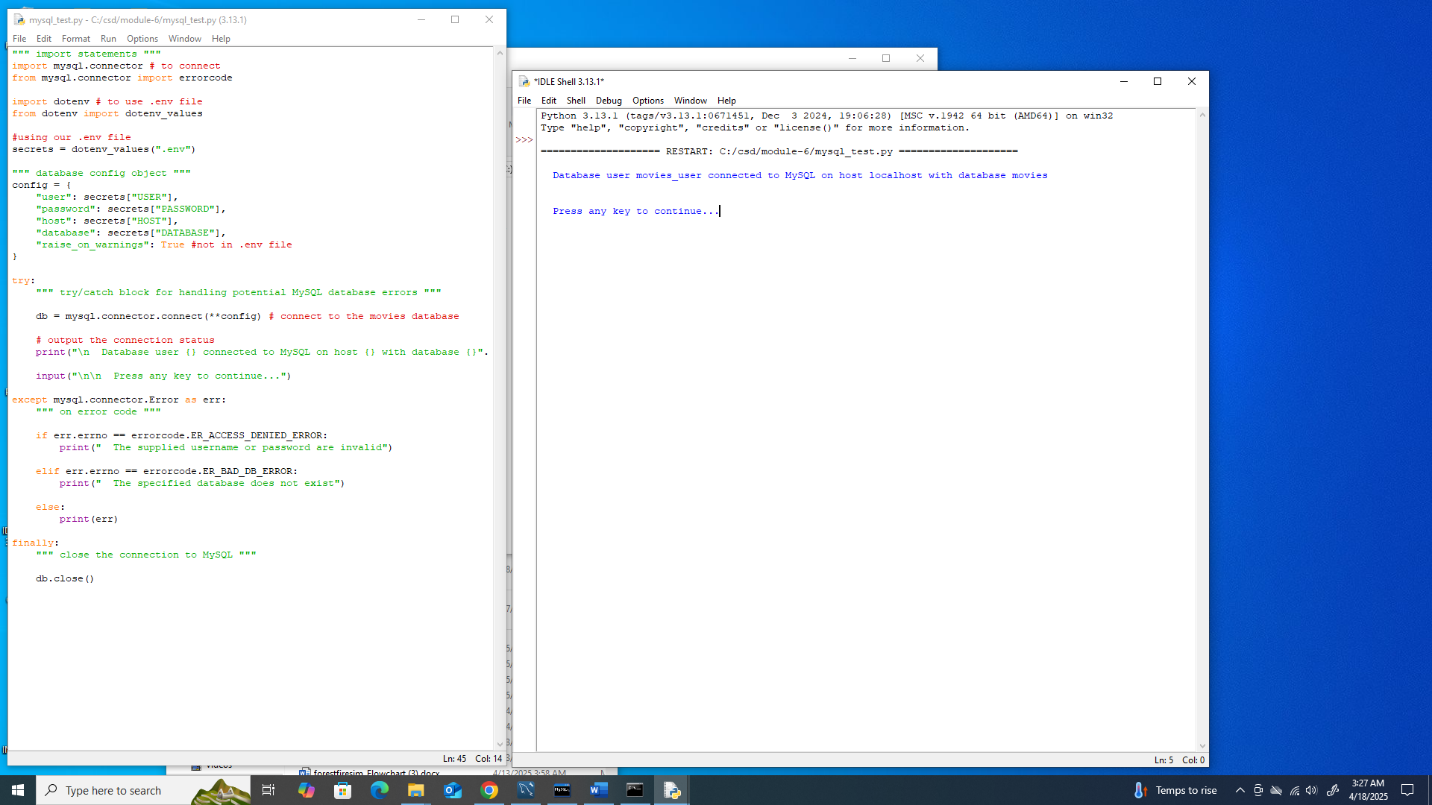 mysql_test.py - C:/csd/module-6/mysql_test.py (3.13.1)
File Edit Format Run Options Window Help
""" import statements """
import mysql.connector # to connect
from mysql.connector import errorcode
import dotenv # to use .env file
from dotenv import dotenv_values
#using our .env file
secrets = dotenv_values(".env")
""" database config object """
config = {
"user": secrets["USER"],
"password": secrets["PASSWORD"],
"host": secrets["HOST"],
"database": secrets["DATABASE"],
"raise_on_warnings": True #not in .env file
}
try:
""" try/catch block for handling potential MySQL database errors """
db = mysql.connector.connect(**config) # connect to the movies database
# output the connection status
print("\n  Database user {} connected to MySQL on host {} with database {}".
input("\n\n  Press any key to continue...")
except mysql.connector.Error as err:
""" on error code """
if err.errno == errorcode.ER_ACCESS_DENIED_ERROR:
print("  The supplied username or password are invalid")
elif err.errno == errorcode.ER_BAD_DB_ERROR:
print("  The specified database does not exist")
else:
print(err)
finally:
""" close the connection to MySQL """
db.close()
Ln: 45 Col: 14
*IDLE Shell 3.13.1*
File Edit Shell Debug Options Window Help
Python 3.13.1 (tags/v3.13.1:0671451, Dec  3 2024, 19:06:28) [MSC v.1942 64 bit (AMD64)] on win32
Type "help", "copyright", "credits" or "license()" for more information.
>>>
==================== RESTART: C:/csd/module-6/mysql_test.py ====================
Database user movies_user connected to MySQL on host localhost with database movies
Press any key to continue...
Ln: 5 Col: 0
Videos
forestfiresim_Flowchart (3).docx 4/13/2025 3:58 AM
Type here to search
Temps to rise
3:27 AM
4/18/2025